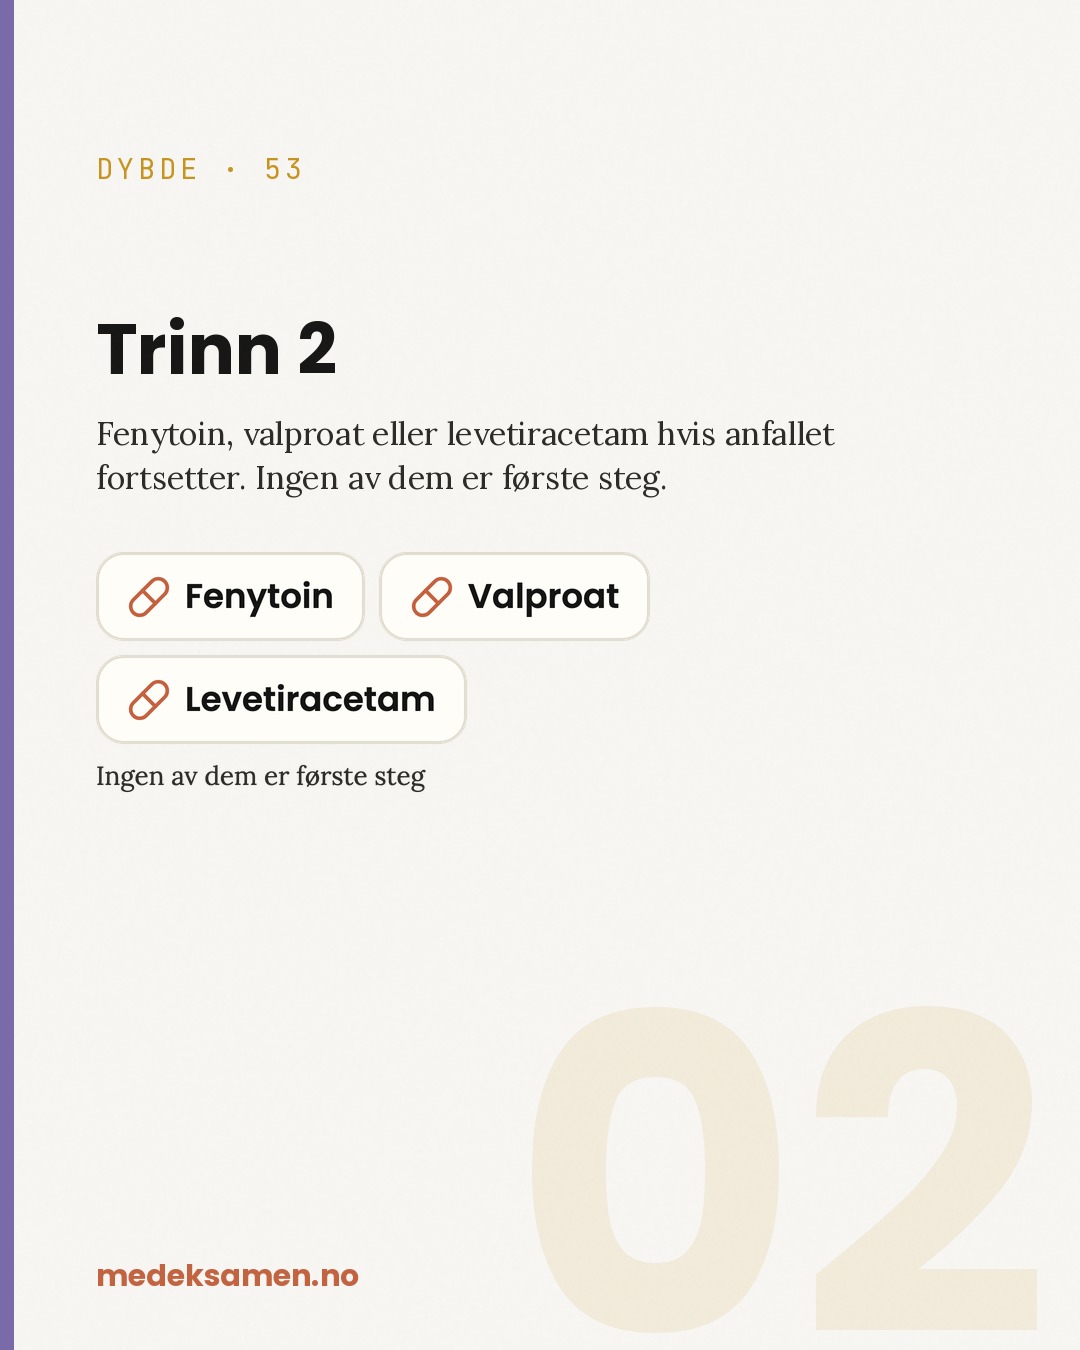 DYBDE · 53
Trinn 2
Fenytoin, valproat eller levetiracetam hvis anfallet
fortsetter. Ingen av dem er første steg.
Fenytoin
Valproat
Levetiracetam
Ingen av dem er første steg
02
medeksamen.no